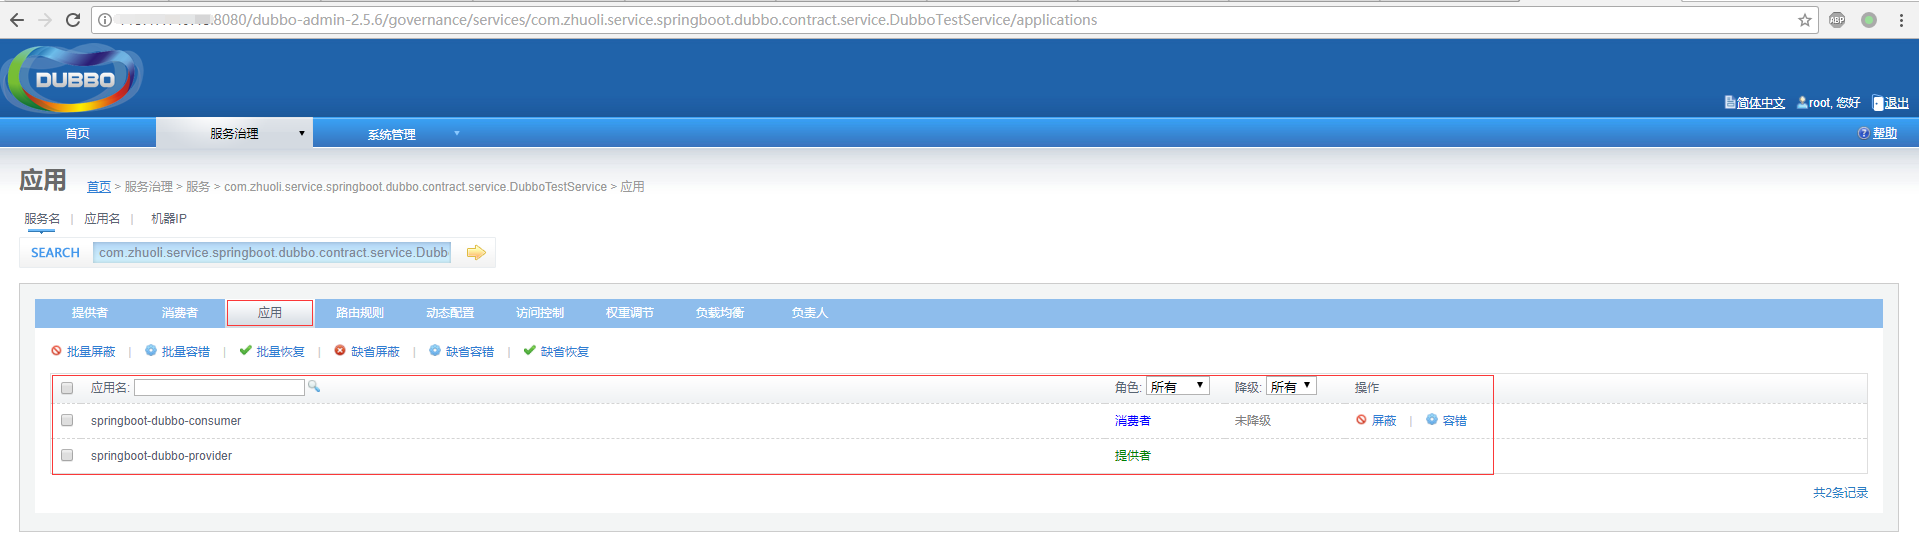 :8080/dubbo-admin-2.5.6/governance/services/com.zhuoli.service.springboot.dubbo.contract.service.DubboTestService/applications
ABP
DUBBO
简体中文 root, 您好 退出
首页 服务治理 系统管理 帮助
应用 首页 > 服务治理 > 服务 > com.zhuoli.service.springboot.dubbo.contract.service.DubboTestService > 应用
服务名 | 应用名 | 机器IP
SEARCH com.zhuoli.service.springboot.dubbo.contract.service.Dubb
提供者 消费者 应用 路由规则 动态配置 访问控制 权重调节 负载均衡 负责人
批量屏蔽 | 批量容错 | 批量恢复 | 缺省屏蔽 | 缺省容错 | 缺省恢复
应用名: 角色: 所有 降级: 所有 操作
springboot-dubbo-consumer 消费者 未降级 屏蔽 | 容错
springboot-dubbo-provider 提供者
共2条记录